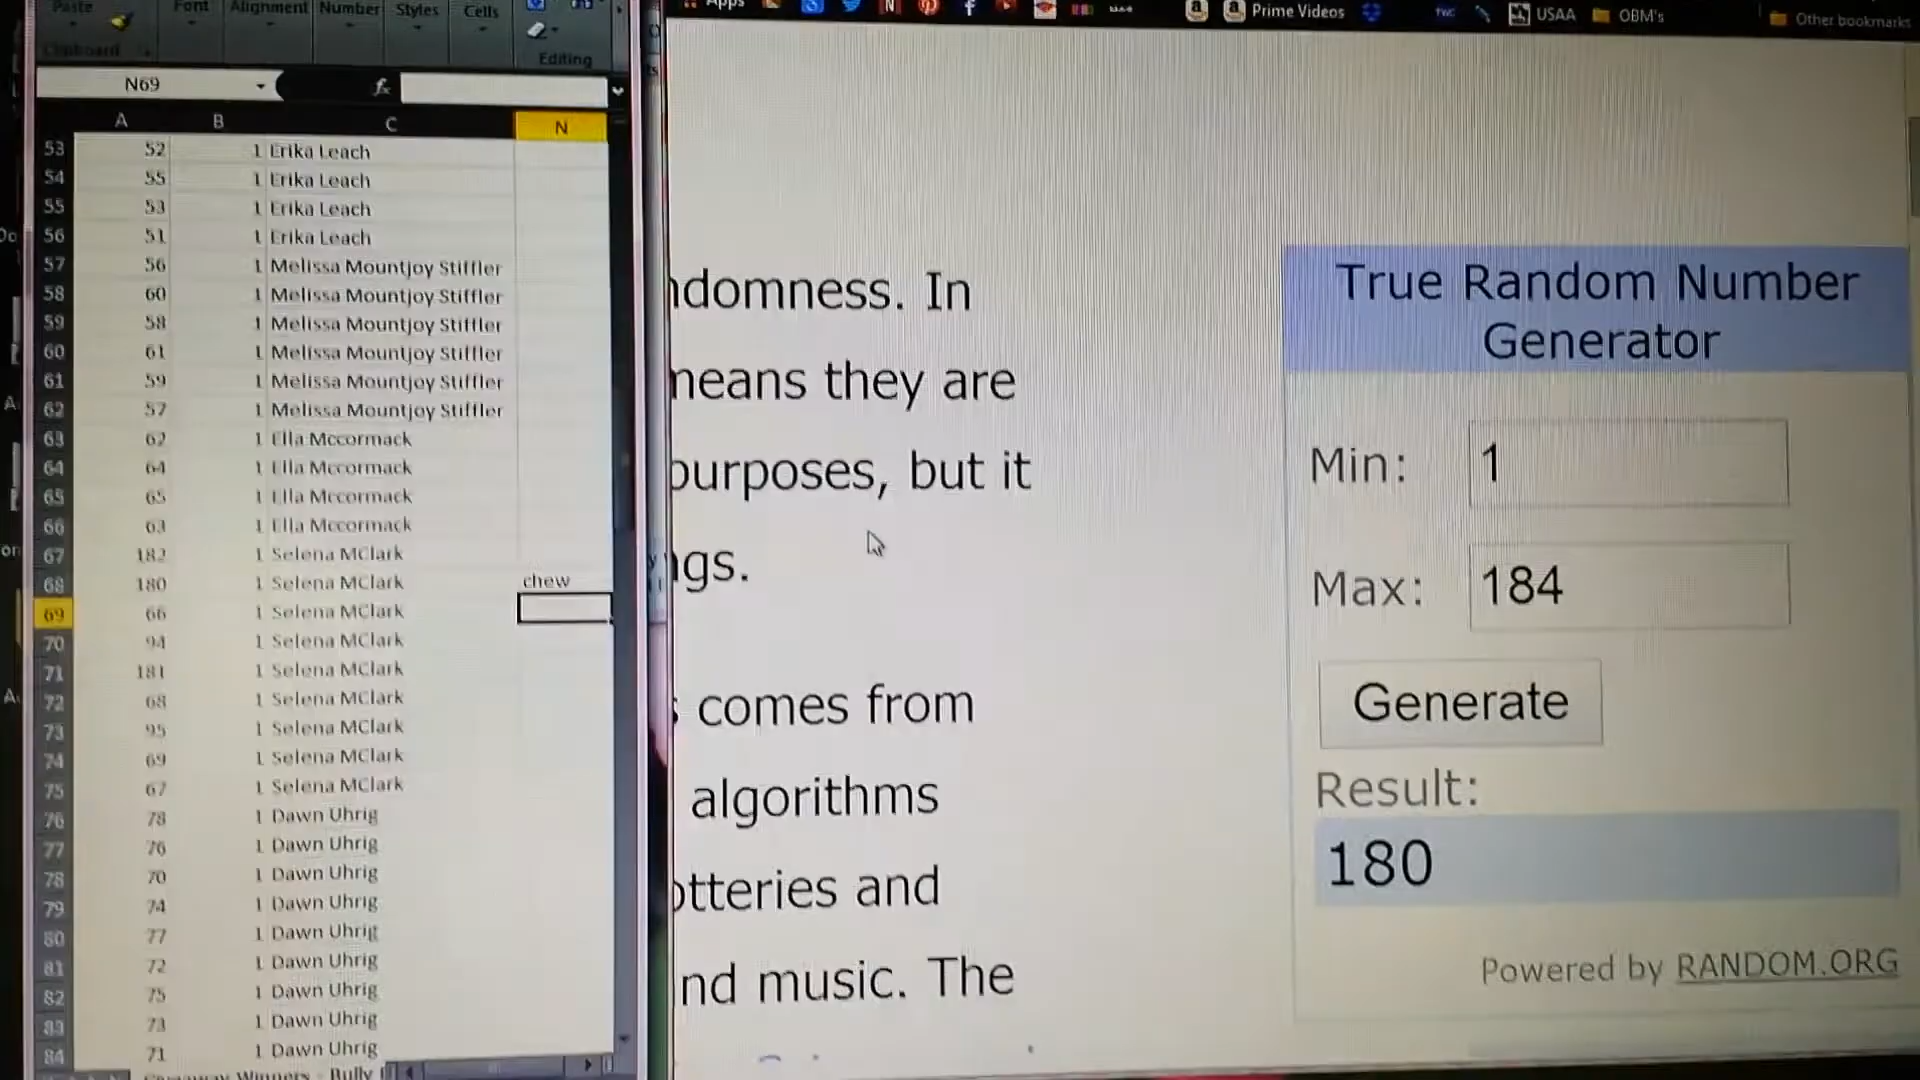 Paste
Font
Alignment
Number
Styles
Cells
Clipboard
Editing
Apps
Prime Videos
USAA
OBM's
Other bookmarks
N69
fx
A B C N
53 52 1 Erika Leach
54 55 1 Erika Leach
55 53 1 Erika Leach
56 51 1 Erika Leach
57 56 1 Melissa Mountjoy Stiffler
58 60 1 Melissa Mountjoy Stiffler
59 58 1 Melissa Mountjoy Stiffler
60 61 1 Melissa Mountjoy Stiffler
61 59 1 Melissa Mountjoy Stiffler
62 57 1 Melissa Mountjoy Stiffler
63 62 1 Ella Mccormack
64 64 1 Ella Mccormack
65 65 1 Ella Mccormack
66 63 1 Ella Mccormack
67 182 1 Selena MClark
68 180 1 Selena MClark chew
69 66 1 Selena MClark
70 94 1 Selena MClark
71 181 1 Selena MClark
72 68 1 Selena MClark
73 95 1 Selena MClark
74 69 1 Selena MClark
75 67 1 Selena MClark
76 78 1 Dawn Uhrig
77 76 1 Dawn Uhrig
78 70 1 Dawn Uhrig
79 74 1 Dawn Uhrig
80 77 1 Dawn Uhrig
81 72 1 Dawn Uhrig
82 75 1 Dawn Uhrig
83 73 1 Dawn Uhrig
84 71 1 Dawn Uhrig
Winners - Bully
ndomness. In
means they are
purposes, but it
ngs.
s comes from
algorithms
otteries and
nd music. The
True Random Number
Generator
Min: 1
Max: 184
Generate
Result:
180
Powered by RANDOM.ORG